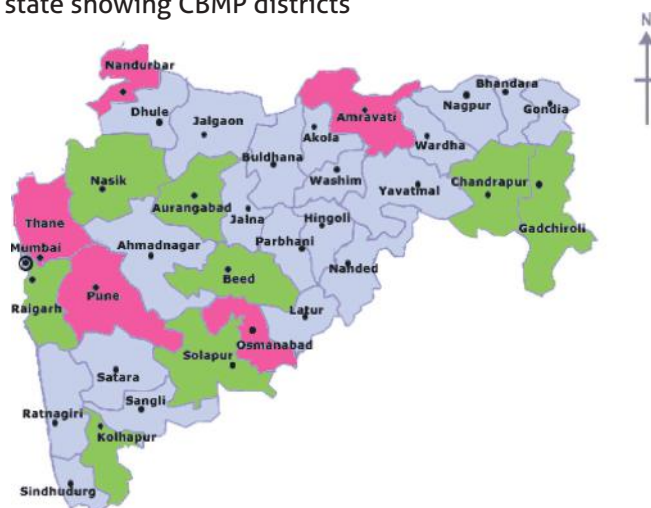 state showing CBMP districts
N
Nandurbar
Dhule
Jalgaon
Akola
Amravati
Nagpur
Bhandara
Gondia
Wardha
Buldhana
Washim
Yavatmal
Chandrapur
Gadchiroli
Nasik
Aurangabad
Jalna
Hingoli
Parbhani
Nanded
Thane
Mumbai
Ahmadnagar
Beed
Raigarh
Pune
Latur
Osmanabad
Solapur
Satara
Sangli
Ratnagiri
Kolhapur
Sindhudurg